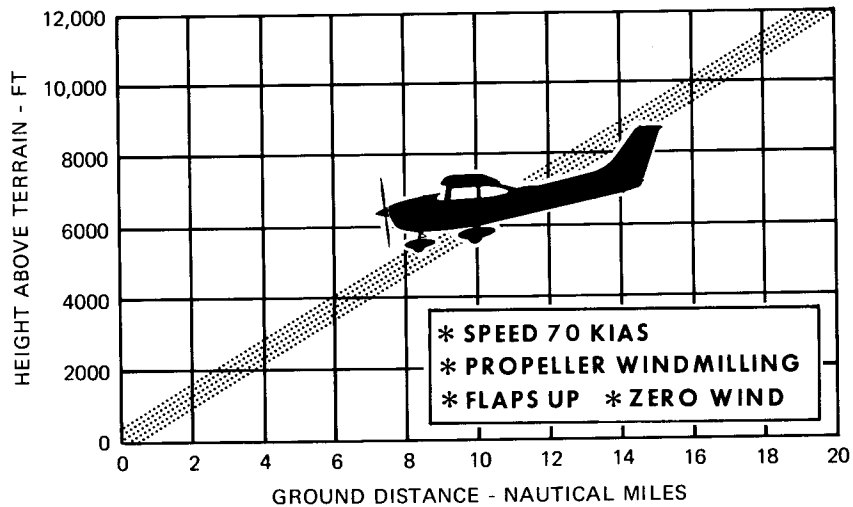 12,000
10,000
8000
6000
4000
2000
0
HEIGHT ABOVE TERRAIN - FT
* SPEED 70 KIAS
* PROPELLER WINDMILLING
* FLAPS UP * ZERO WIND
0 2 4 6 8 10 12 14 16 18 20
GROUND DISTANCE - NAUTICAL MILES